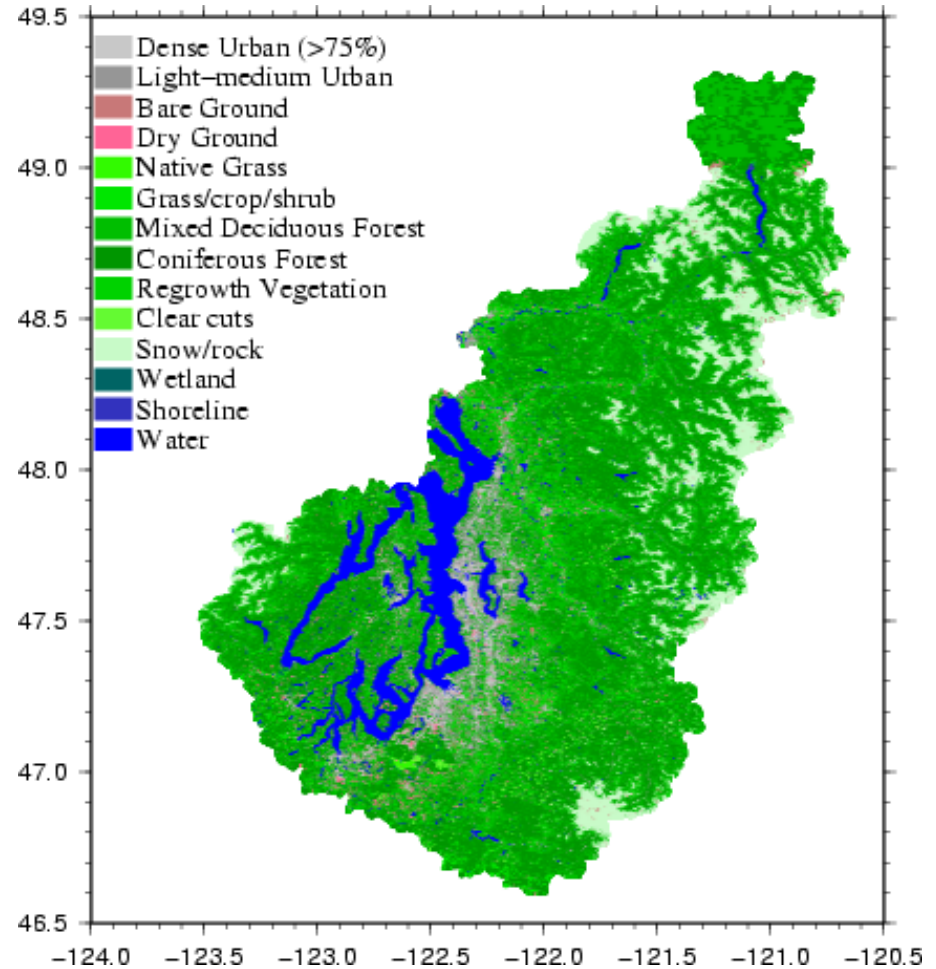 49.5
Dense Urban (>75%)
Light–medium Urban
Bare Ground
Dry Ground
49.0
Native Grass
Grass/crop/shrub
Mixed Deciduous Forest
Coniferous Forest
Regrowth Vegetation
48.5
Clear cuts
Snow/rock
Wetland
Shoreline
48.0
Water
47.5
47.0
46.5
−124.0 −123.5 −123.0 −122.5 −122.0 −121.5 −121.0 −120.5